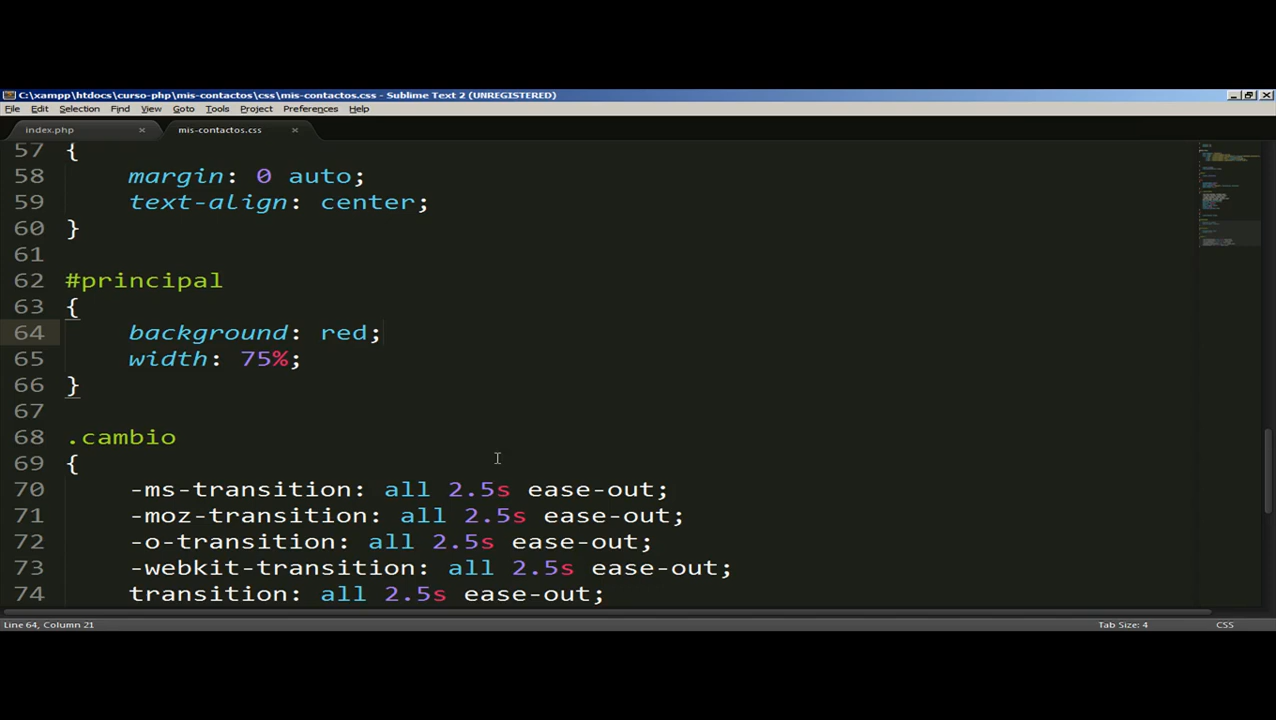 C:\xampp\htdocs\curso-php\mis-contactos\css\mis-contactos.css - Sublime Text 2 (UNREGISTERED)
File Edit Selection Find View Goto Tools Project Preferences Help
index.php × mis-contactos.css ×
57 {
58 margin: 0 auto;
59 text-align: center;
60 }
61
62 #principal
63 {
64 background: red;
65 width: 75%;
66 }
67
68 .cambio
69 {
70 -ms-transition: all 2.5s ease-out;
71 -moz-transition: all 2.5s ease-out;
72 -o-transition: all 2.5s ease-out;
73 -webkit-transition: all 2.5s ease-out;
74 transition: all 2.5s ease-out;
Line 64, Column 21 Tab Size: 4 CSS